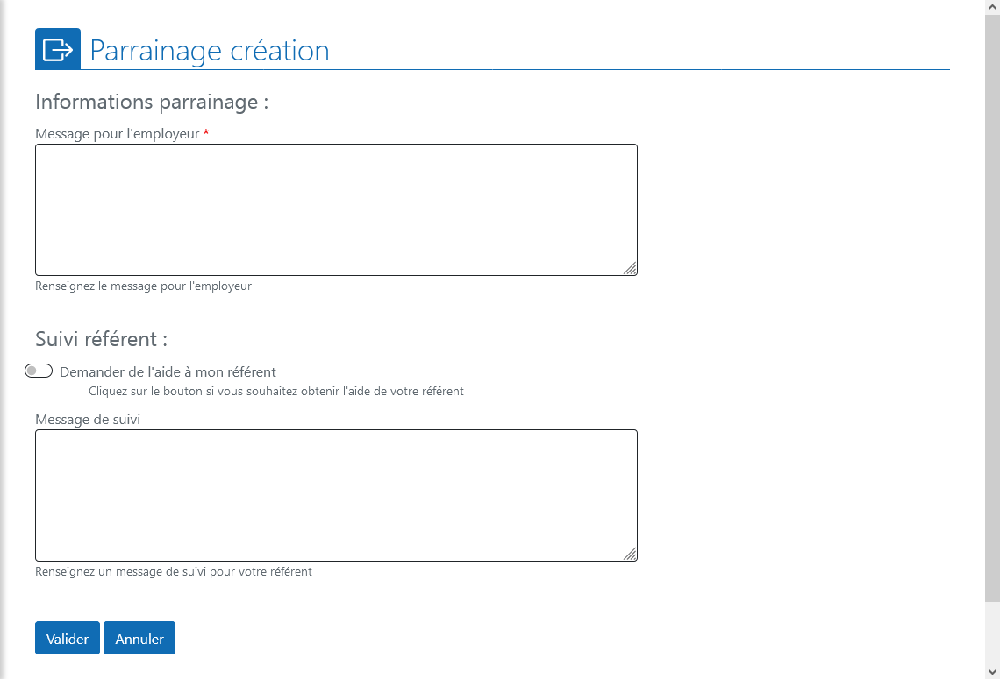 Parrainage création
Informations parrainage :
Message pour l'employeur *
Renseignez le message pour l'employeur
Suivi référent :
Demander de l'aide à mon référent
Cliquez sur le bouton si vous souhaitez obtenir l'aide de votre référent
Message de suivi
Renseignez un message de suivi pour votre référent
Valider Annuler